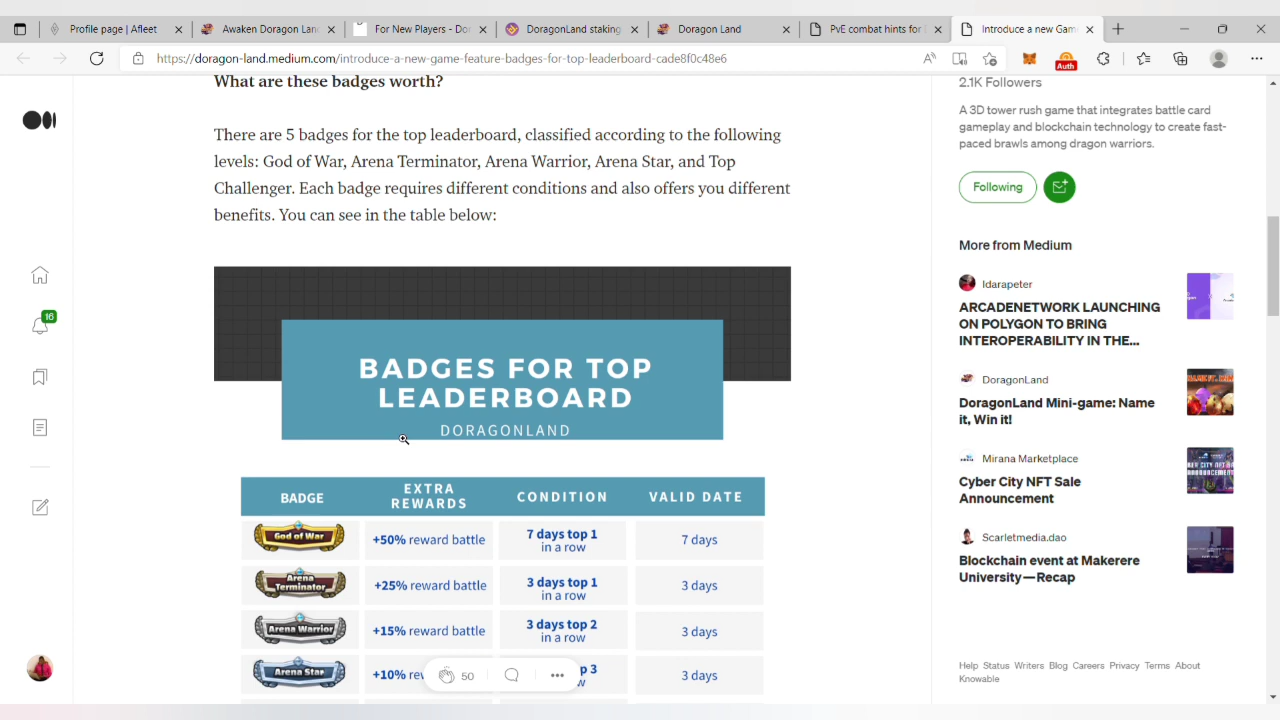 Profile page | Afleet
Awaken Doragon Lan
For New Players - Dor
DoragonLand staking
Doragon Land
PvE combat hints for
Introduce a new Gam
https://doragon-land.medium.com/introduce-a-new-game-feature-badges-for-top-leaderboard-cade8f0c48e6
Auth
What are these badges worth?
There are 5 badges for the top leaderboard, classified according to the following
levels: God of War, Arena Terminator, Arena Warrior, Arena Star, and Top
Challenger. Each badge requires different conditions and also offers you different
benefits. You can see in the table below:
BADGES FOR TOP
LEADERBOARD
DORAGONLAND
BADGE EXTRA REWARDS CONDITION VALID DATE
God of War +50% reward battle 7 days top 1 in a row 7 days
Arena Terminator +25% reward battle 3 days top 1 in a row 3 days
Arena Warrior +15% reward battle 3 days top 2 in a row 3 days
Arena Star +10% p 3 3 days
50
16
2.1K Followers
A 3D tower rush game that integrates battle card
gameplay and blockchain technology to create fast-
paced brawls among dragon warriors.
Following
More from Medium
Idarapeter
ARCADENETWORK LAUNCHING
ON POLYGON TO BRING
INTEROPERABILITY IN THE...
DoragonLand
DoragonLand Mini-game: Name
it, Win it!
Mirana Marketplace
Cyber City NFT Sale
Announcement
Scarletmedia.dao
Blockchain event at Makerere
University—Recap
Help Status Writers Blog Careers Privacy Terms About
Knowable